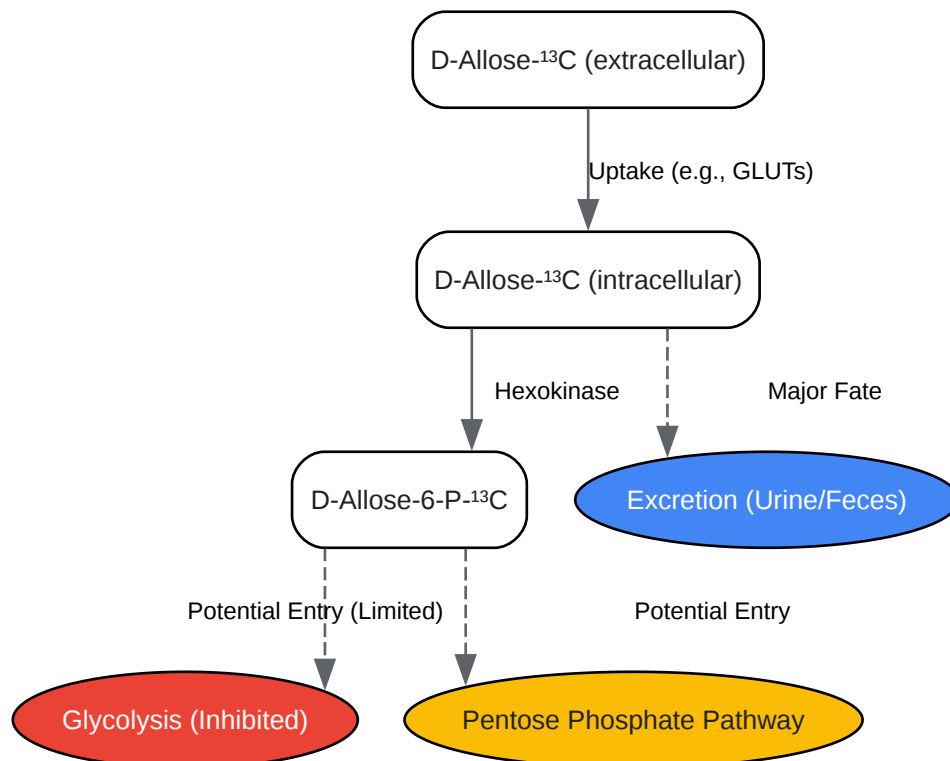 D-Allose-¹³C (extracellular)
Uptake (e.g., GLUTs)
D-Allose-¹³C (intracellular)
Hexokinase
Major Fate
D-Allose-6-P-¹³C
Excretion (Urine/Feces)
Potential Entry (Limited)
Potential Entry
Glycolysis (Inhibited)
Pentose Phosphate Pathway